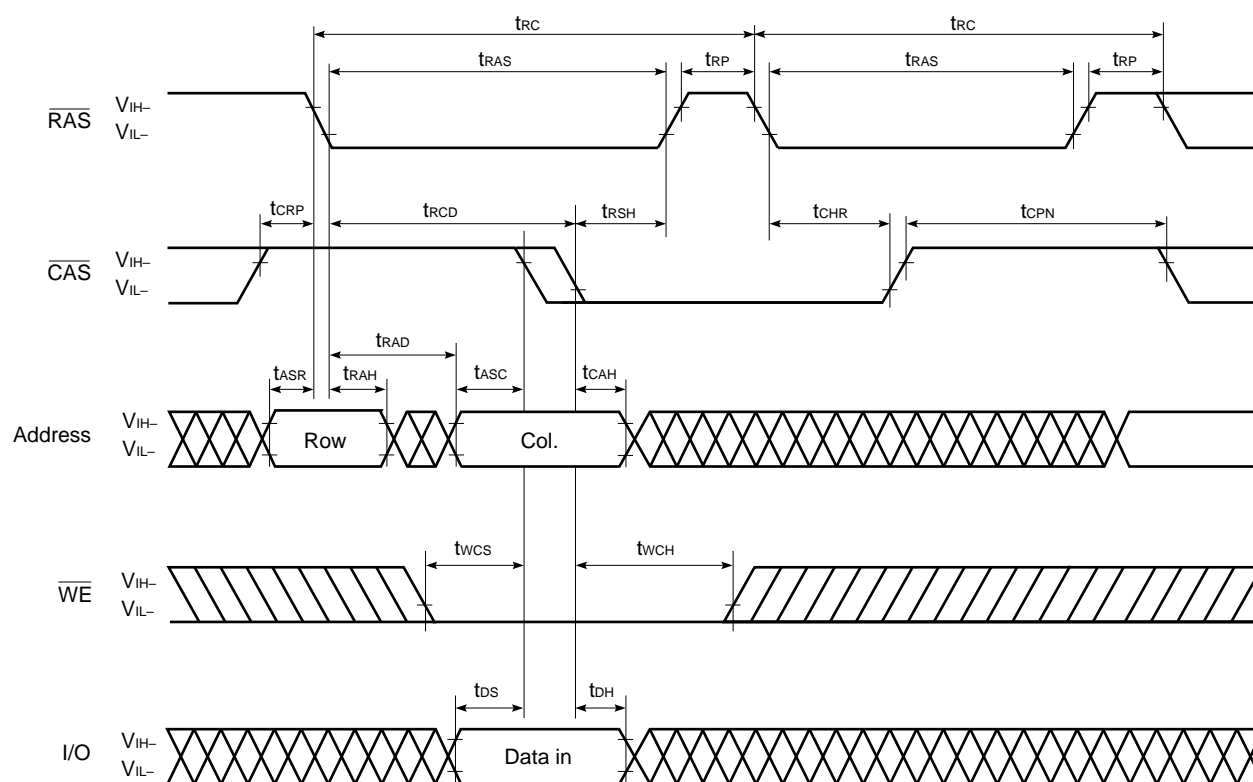 tRC tRC
tRAS tRP tRAS tRP
RAS VIH–
VIL–
tCRP tRCD tRSH tCHR tCPN
CAS VIH–
VIL–
tRAD
tASR tRAH tASC tCAH
Address VIH–
VIL–
Row Col.
tWCS tWCH
WE VIH–
VIL–
tDS tDH
I/O VIH–
VIL–
Data in